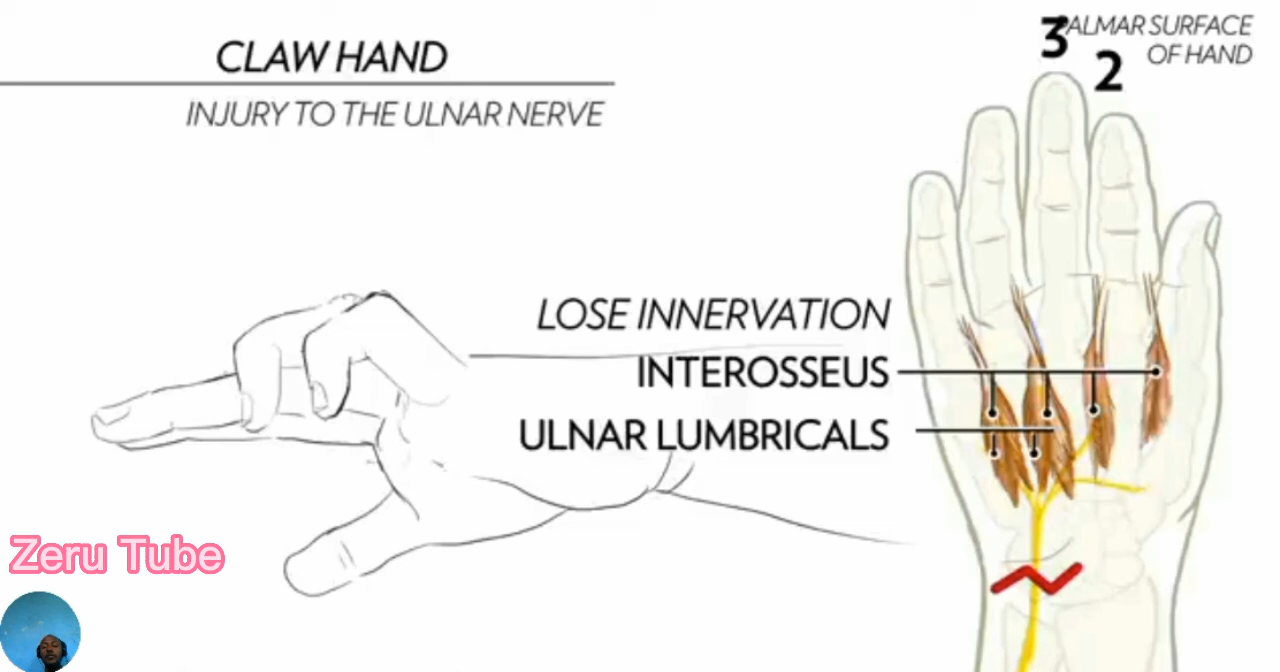 CLAW HAND
INJURY TO THE ULNAR NERVE
3
2
PALMAR SURFACE
OF HAND
LOSE INNERVATION
INTEROSSEUS
ULNAR LUMBRICALS
Zeru Tube